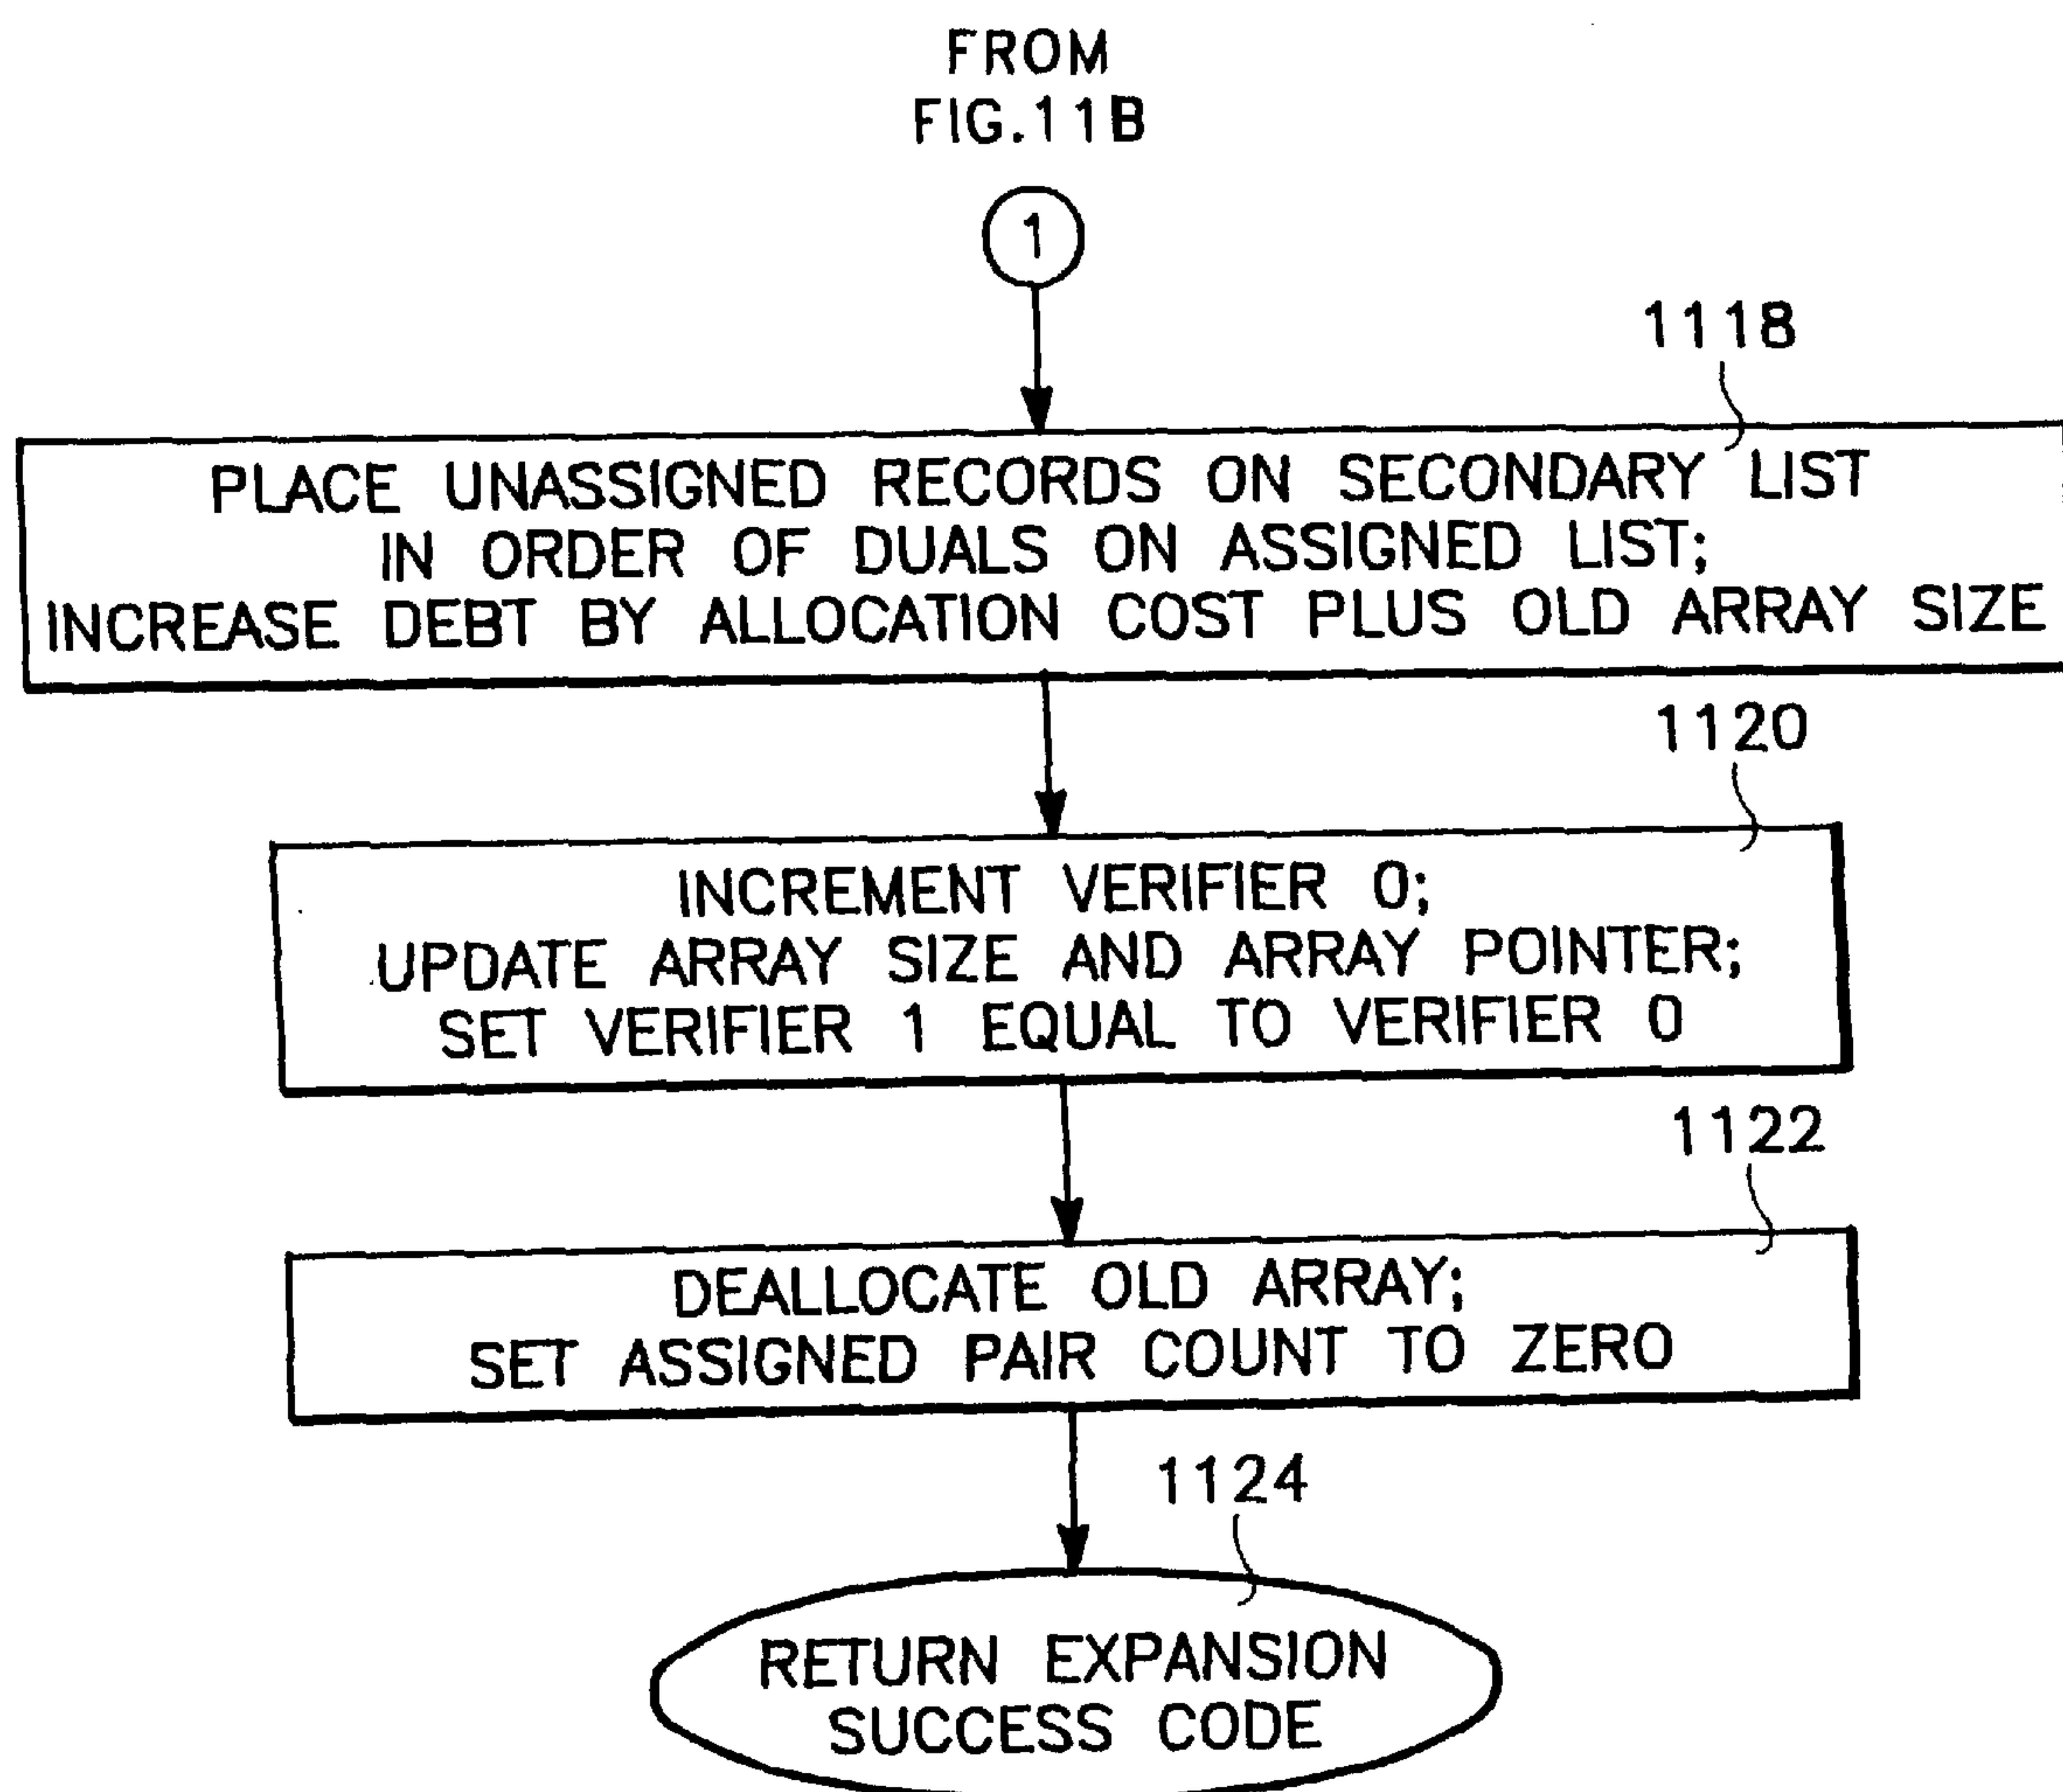 FROM
FIG.11B
1
1118
PLACE UNASSIGNED RECORDS ON SECONDARY LIST
IN ORDER OF DUALS ON ASSIGNED LIST;
INCREASE DEBT BY ALLOCATION COST PLUS OLD ARRAY SIZE
1120
INCREMENT VERIFIER 0;
UPDATE ARRAY SIZE AND ARRAY POINTER;
SET VERIFIER 1 EQUAL TO VERIFIER 0
1122
DEALLOCATE OLD ARRAY;
SET ASSIGNED PAIR COUNT TO ZERO
1124
RETURN EXPANSION
SUCCESS CODE